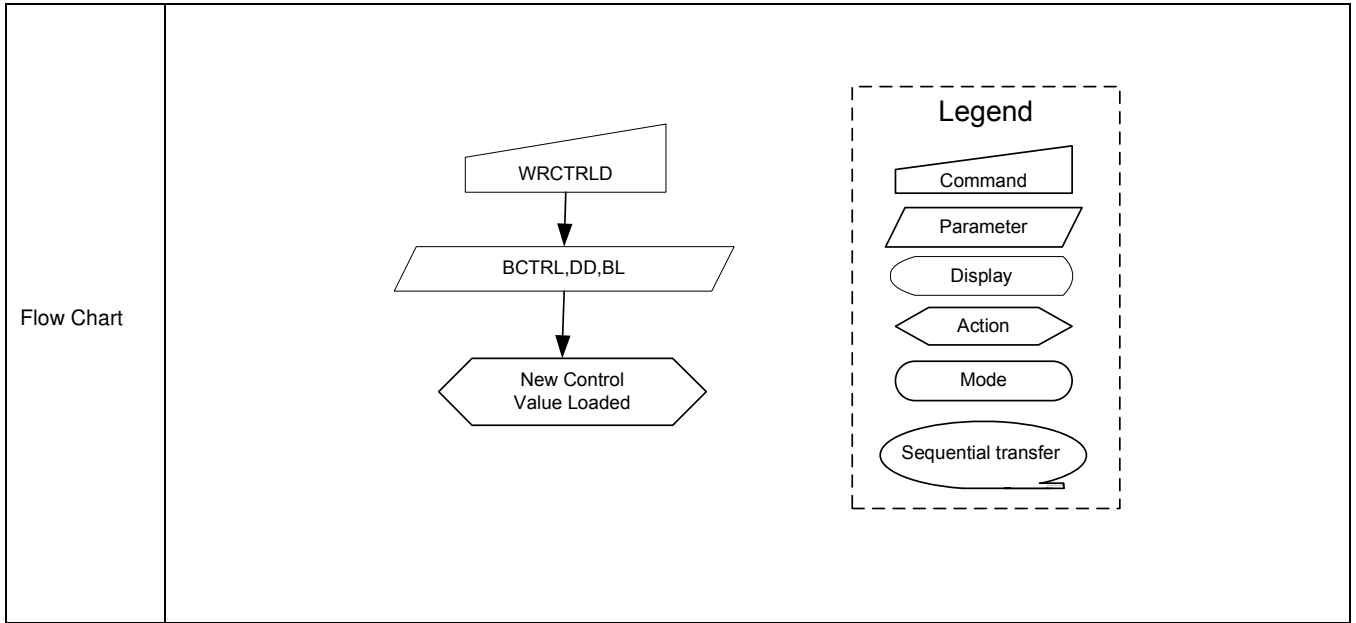 Flow Chart
WRCTRLD
BCTRL,DD,BL
New Control
Value Loaded
Legend
Command
Parameter
Display
Action
Mode
Sequential transfer